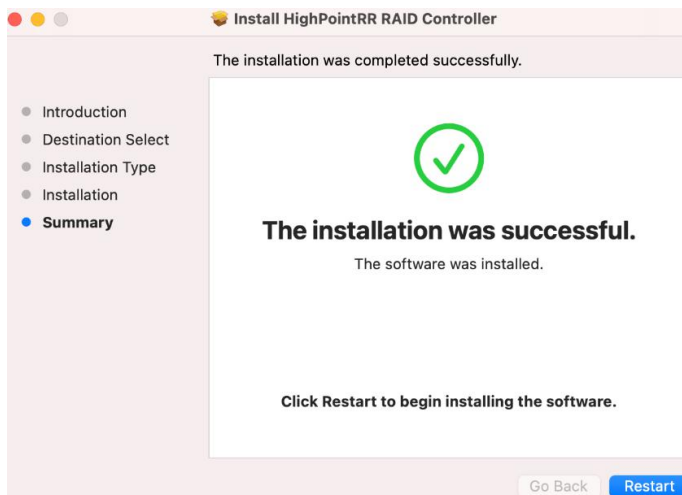 Install HighPointRR RAID Controller
The installation was completed successfully.
Introduction
Destination Select
Installation Type
Installation
Summary
The installation was successful.
The software was installed.
Click Restart to begin installing the software.
Go Back
Restart